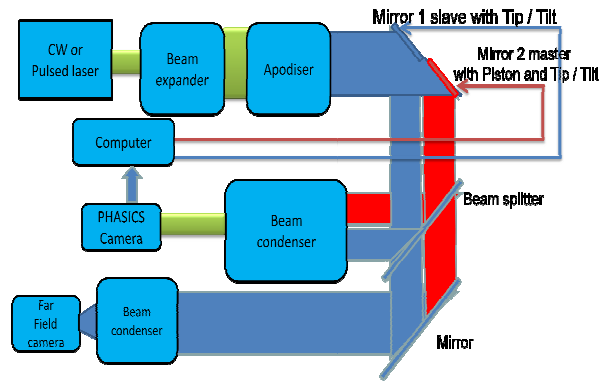 Mirror 1 slave with Tip / Tilt
CW or
Pulsed laser
Beam
expander
Apodiser
Mirror 2 master
with Piston and Tip / Tilt
Computer
PHASICS
Camera
Beam
condenser
Beam splitter
Far
Field
camera
Beam
condenser
Mirror